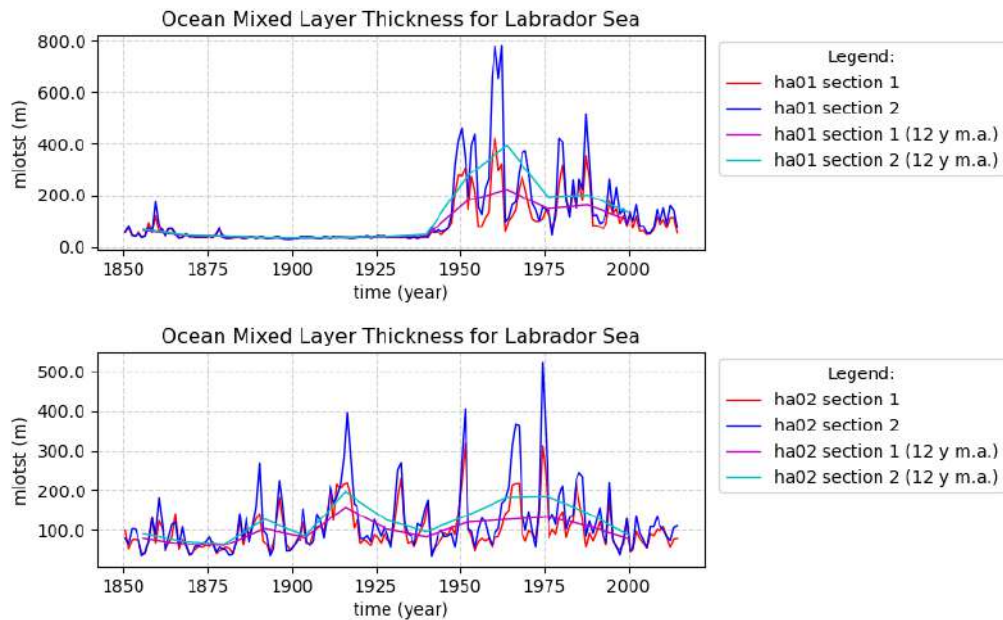 Ocean Mixed Layer Thickness for Labrador Sea
800.0
600.0
400.0
200.0
0.0
mlotst (m)
1850 1875 1900 1925 1950 1975 2000
time (year)
Legend:
ha01 section 1
ha01 section 2
ha01 section 1 (12 y m.a.)
ha01 section 2 (12 y m.a.)
Ocean Mixed Layer Thickness for Labrador Sea
500.0
400.0
300.0
200.0
100.0
mlotst (m)
1850 1875 1900 1925 1950 1975 2000
time (year)
Legend:
ha02 section 1
ha02 section 2
ha02 section 1 (12 y m.a.)
ha02 section 2 (12 y m.a.)